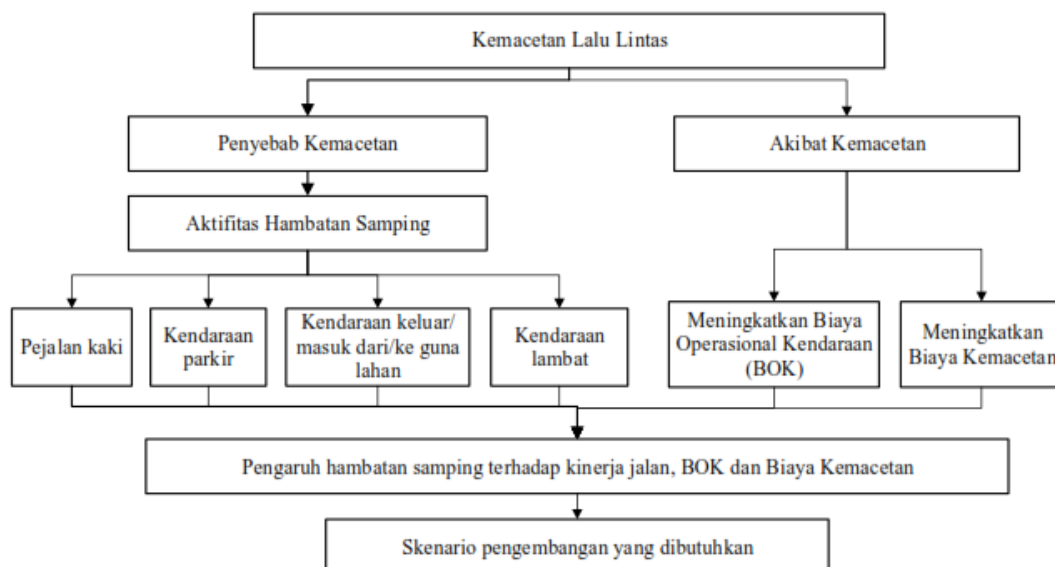 Kemacetan Lalu Lintas
Penyebab Kemacetan
Akibat Kemacetan
Aktifitas Hambatan Samping
Pejalan kaki
Kendaraan
parkir
Kendaraan keluar/
masuk dari/ke guna
lahan
Kendaraan
lambat
Meningkatkan Biaya
Operasional Kendaraan
(BOK)
Meningkatkan
Biaya Kemacetan
Pengaruh hambatan samping terhadap kinerja jalan, BOK dan Biaya Kemacetan
Skenario pengembangan yang dibutuhkan